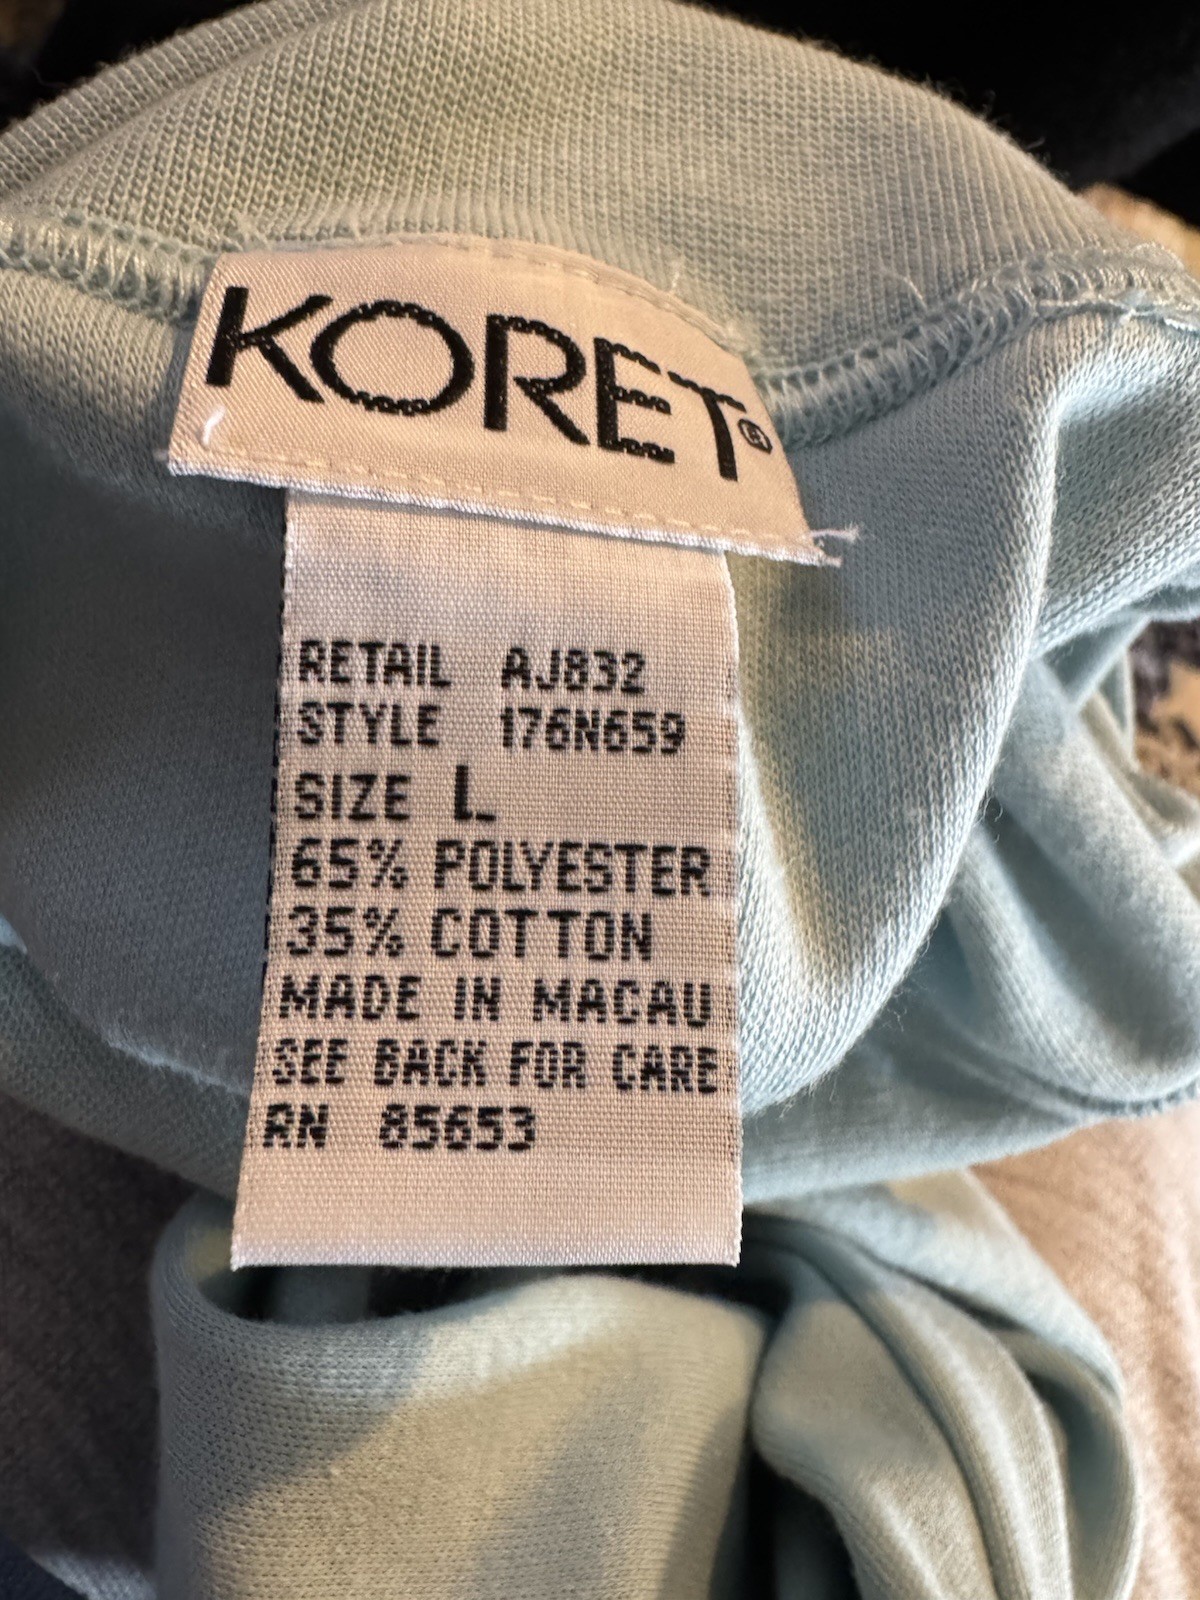 KORET®
RETAIL AJ832
STYLE 176N659
SIZE L
65% POLYESTER
35% COTTON
MADE IN MACAU
SEE BACK FOR CARE
RN 85653